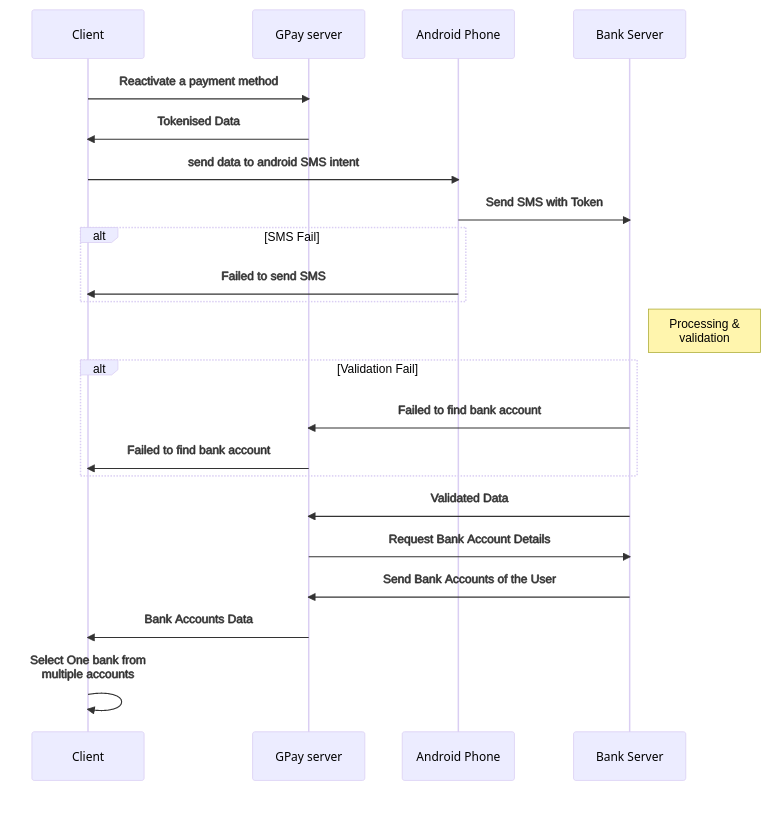 Client
GPay server
Android Phone
Bank Server
Reactivate a payment method
Tokenised Data
send data to android SMS intent
Send SMS with Token
alt
[SMS Fail]
Failed to send SMS
Processing &
validation
alt
[Validation Fail]
Failed to find bank account
Failed to find bank account
Validated Data
Request Bank Account Details
Send Bank Accounts of the User
Bank Accounts Data
Select One bank from
multiple accounts
Client
GPay server
Android Phone
Bank Server